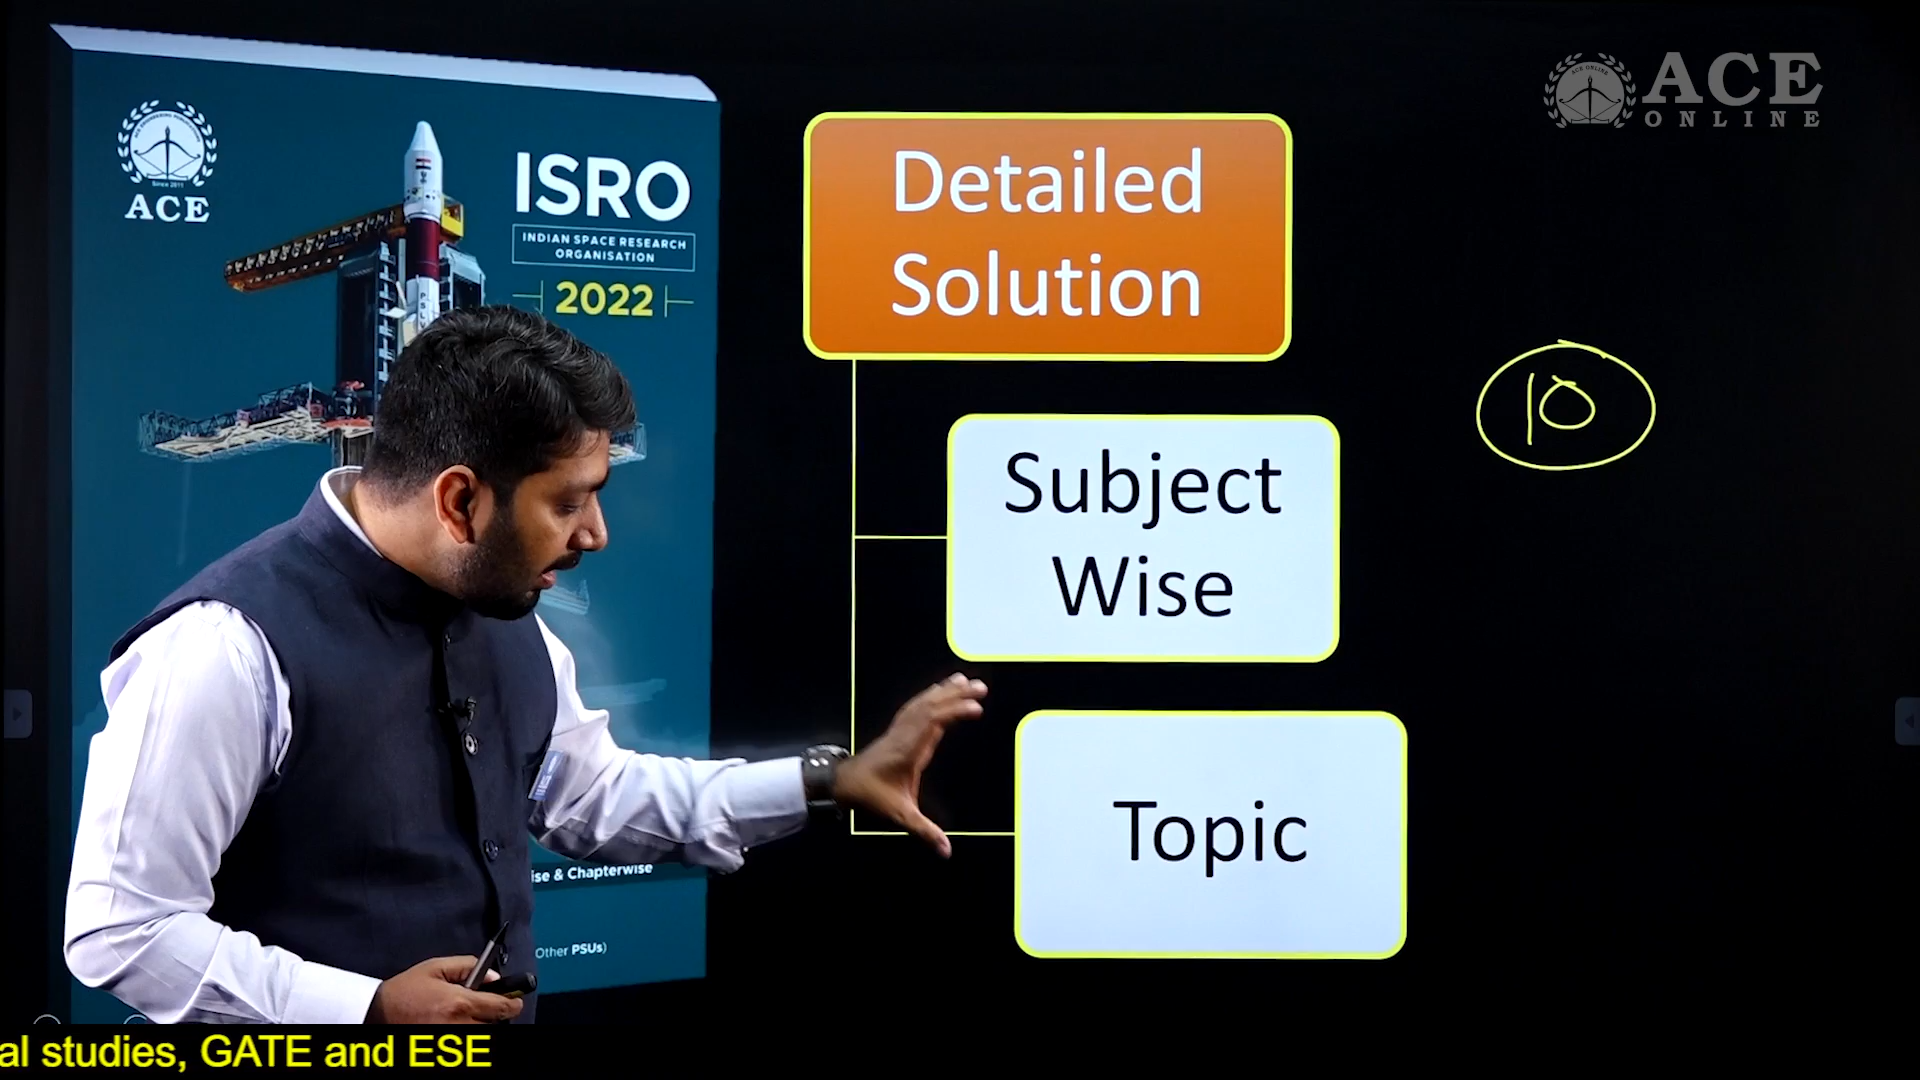 ACE
ISRO
INDIAN SPACE RESEARCH
ORGANISATION
2022
ise & Chapterwise
Other PSUs)
Detailed
Solution
Subject
Wise
Topic
10
ACE
ONLINE
al studies, GATE and ESE